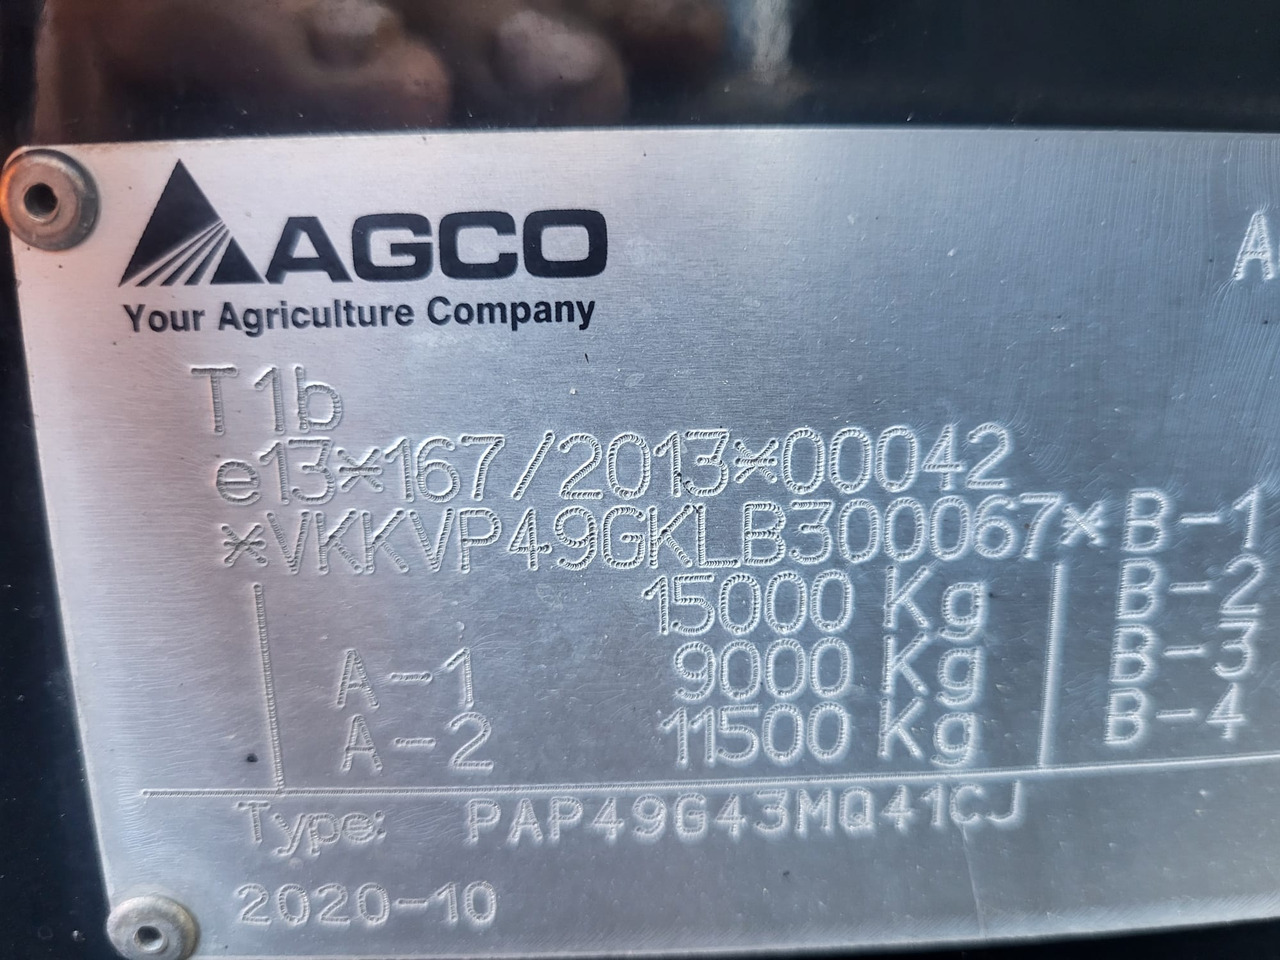 AGCO
Your Agriculture Company
A
T1b
e13*167/2013*00042
*VKKVP49GKLB300067* B-1
15000 Kg B-2
A-1 9000 Kg B-3
A-2 11500 Kg B-4
Type: PAP49G43MQ41CJ
2020-10